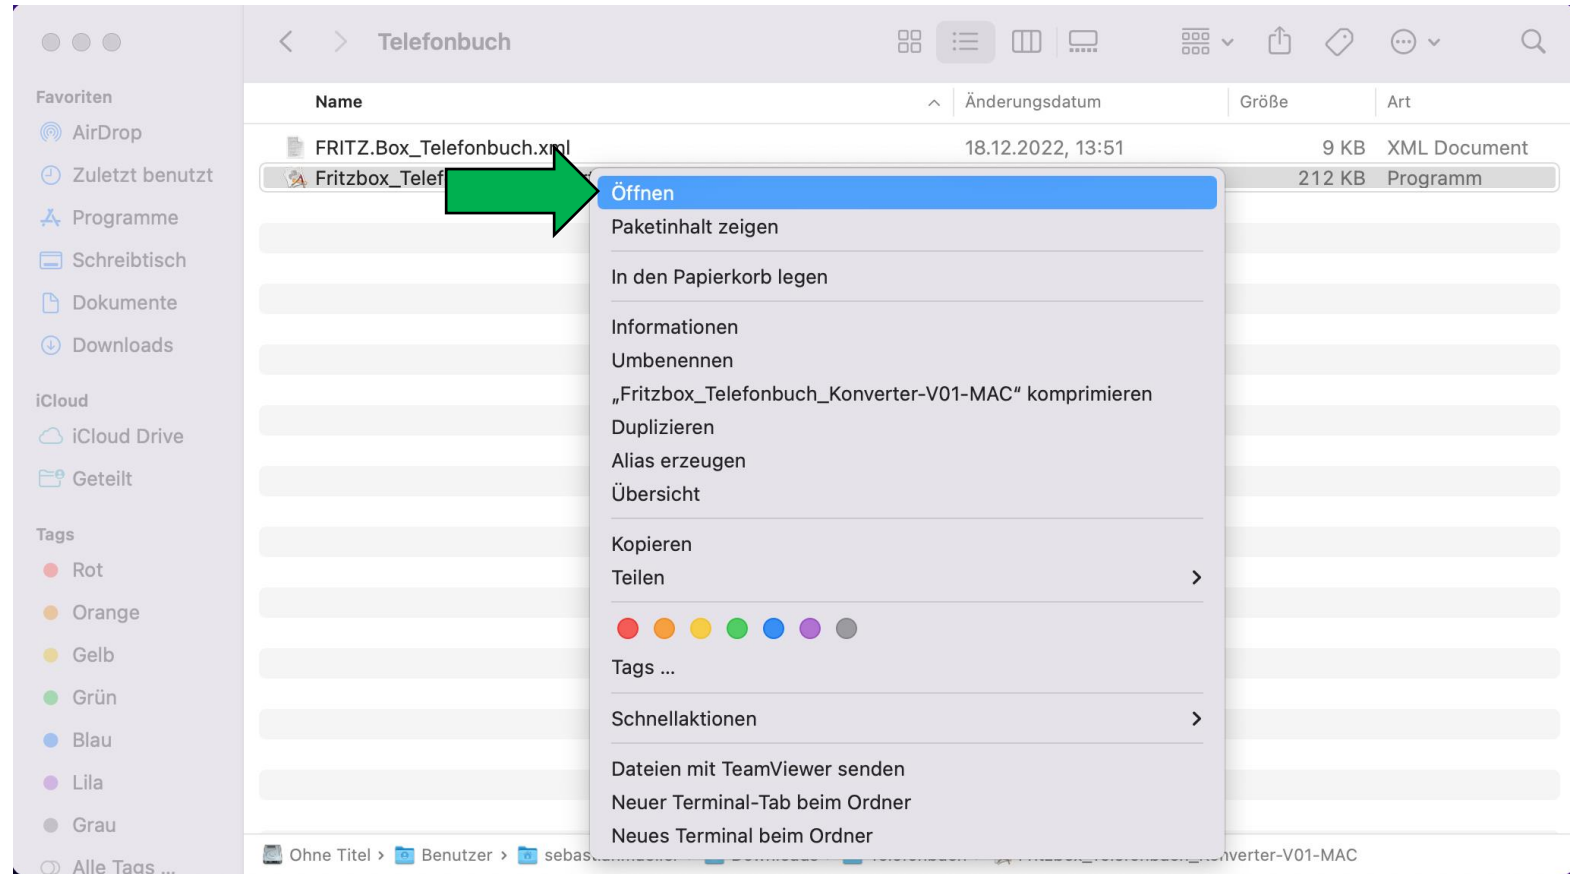 Telefonbuch
Favoriten
AirDrop
Zuletzt benutzt
Programme
Schreibtisch
Dokumente
Downloads
iCloud
iCloud Drive
Geteilt
Tags
Rot
Orange
Gelb
Grün
Blau
Lila
Grau
Alle Tags ...
Name Änderungsdatum Größe Art
FRITZ.Box_Telefonbuch.xml 18.12.2022, 13:51 9 KB XML Document
Fritzbox_Telef 212 KB Programm
Öffnen
Paketinhalt zeigen
In den Papierkorb legen
Informationen
Umbenennen
„Fritzbox_Telefonbuch_Konverter-V01-MAC“ komprimieren
Duplizieren
Alias erzeugen
Übersicht
Kopieren
Teilen
Tags ...
Schnellaktionen
Dateien mit TeamViewer senden
Neuer Terminal-Tab beim Ordner
Neues Terminal beim Ordner
Ohne Titel › Benutzer ›